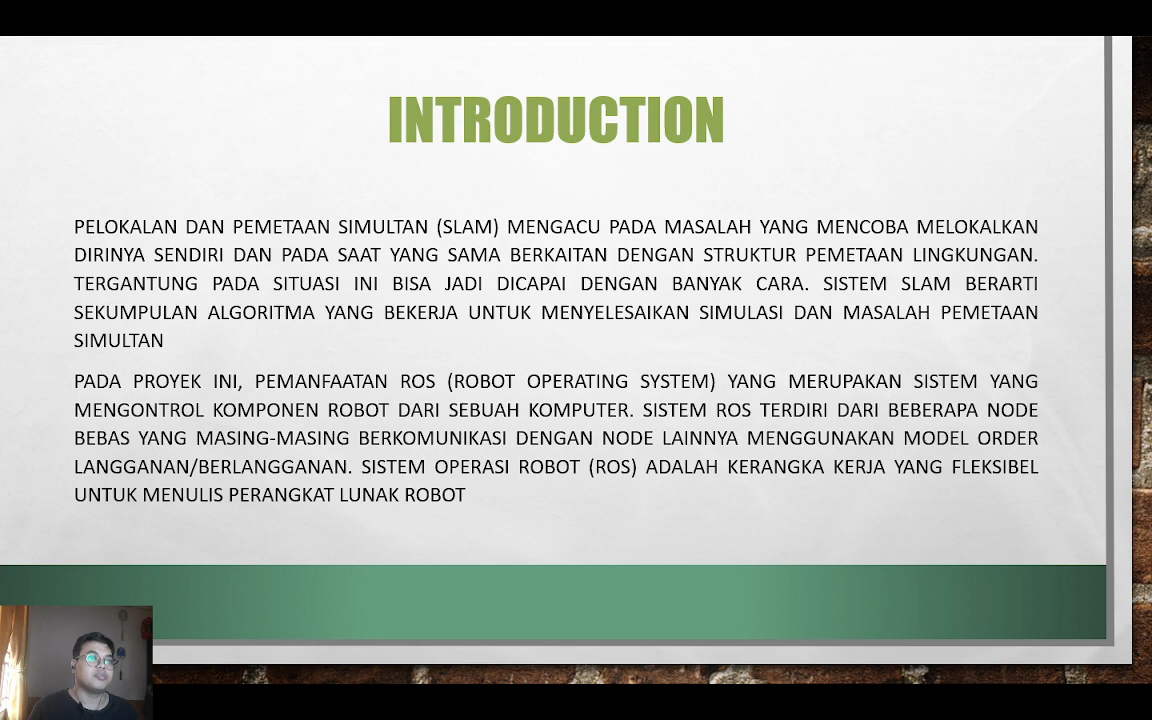 INTRODUCTION
PELOKALAN DAN PEMETAAN SIMULTAN (SLAM) MENGACU PADA MASALAH YANG MENCOBA MELOKALKAN
DIRINYA SENDIRI DAN PADA SAAT YANG SAMA BERKAITAN DENGAN STRUKTUR PEMETAAN LINGKUNGAN.
TERGANTUNG PADA SITUASI INI BISA JADI DICAPAI DENGAN BANYAK CARA. SISTEM SLAM BERARTI
SEKUMPULAN ALGORITMA YANG BEKERJA UNTUK MENYELESAIKAN SIMULASI DAN MASALAH PEMETAAN
SIMULTAN
PADA PROYEK INI, PEMANFAATAN ROS (ROBOT OPERATING SYSTEM) YANG MERUPAKAN SISTEM YANG
MENGONTROL KOMPONEN ROBOT DARI SEBUAH KOMPUTER. SISTEM ROS TERDIRI DARI BEBERAPA NODE
BEBAS YANG MASING-MASING BERKOMUNIKASI DENGAN NODE LAINNYA MENGGUNAKAN MODEL ORDER
LANGGANAN/BERLANGGANAN. SISTEM OPERASI ROBOT (ROS) ADALAH KERANGKA KERJA YANG FLEKSIBEL
UNTUK MENULIS PERANGKAT LUNAK ROBOT